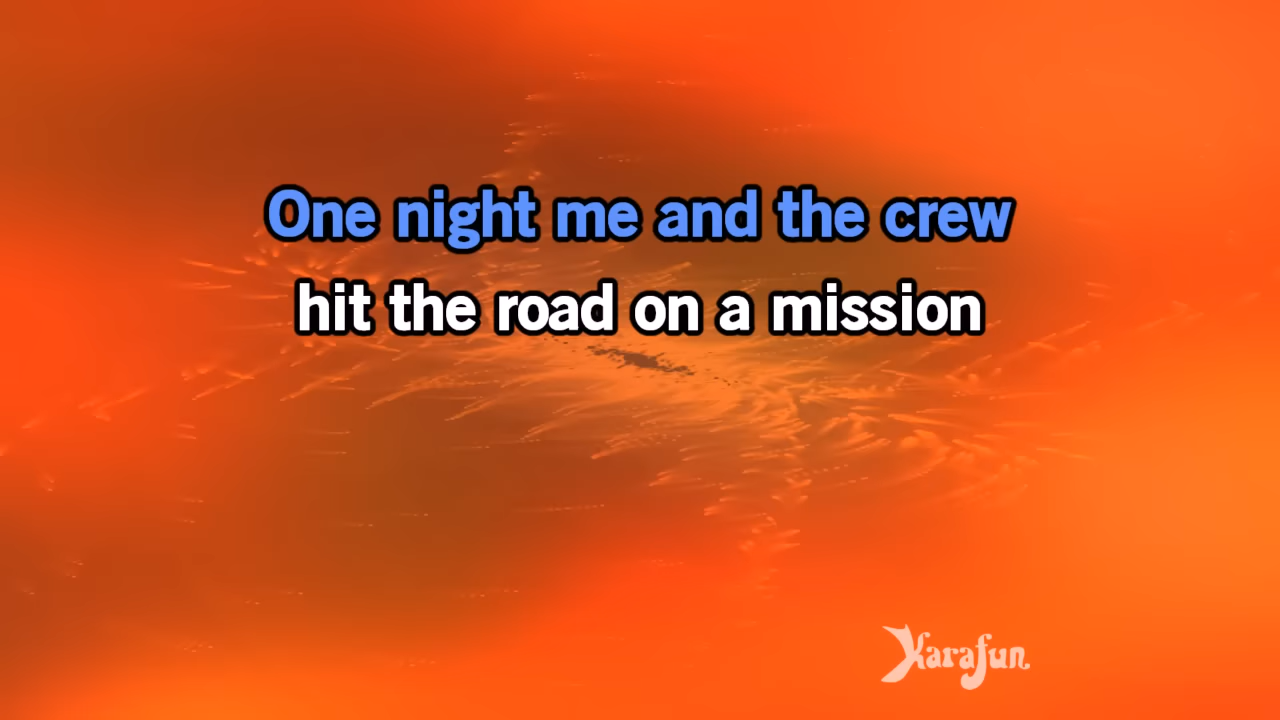 One night me and the crew
hit the road on a mission
Karafun